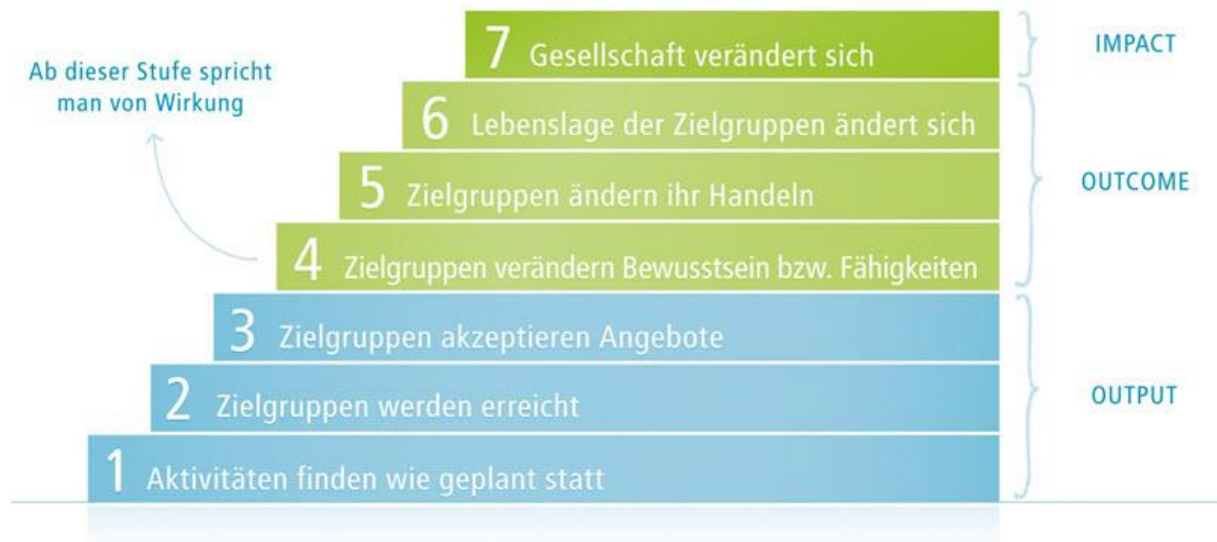 7 Gesellschaft verändert sich
IMPACT
Ab dieser Stufe spricht
man von Wirkung
6 Lebenslage der Zielgruppen ändert sich
5 Zielgruppen ändern ihr Handeln
OUTCOME
4 Zielgruppen verändern Bewusstsein bzw. Fähigkeiten
3 Zielgruppen akzeptieren Angebote
2 Zielgruppen werden erreicht
OUTPUT
1 Aktivitäten finden wie geplant statt